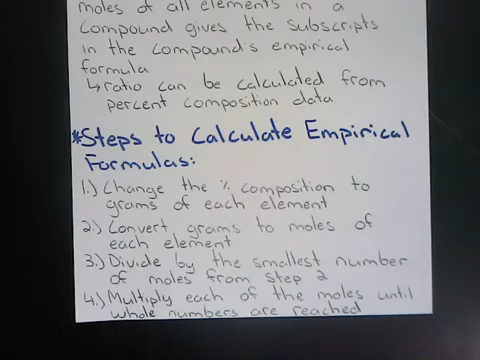 moles of all elements in a
compound gives the subscripts
in the compound's empirical
formula
↳ratio can be calculated from
percent composition data
*Steps to Calculate Empirical
Formulas:
1.) Change the % composition to
grams of each element
2.) Convert grams to moles of
each element
3.) Divide by the smallest number
of moles from step 2
4.) Multiply each of the moles until
whole numbers are reached